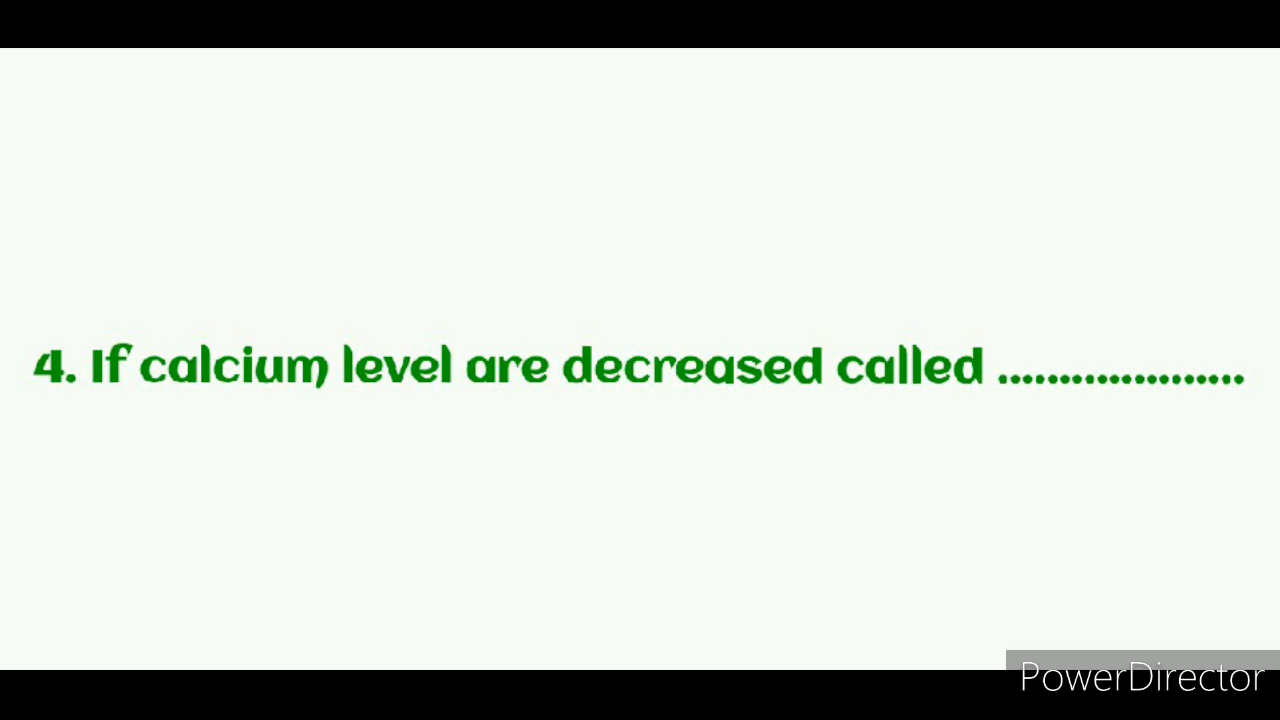 4. If calcium level are decreased called ....................
PowerDirector